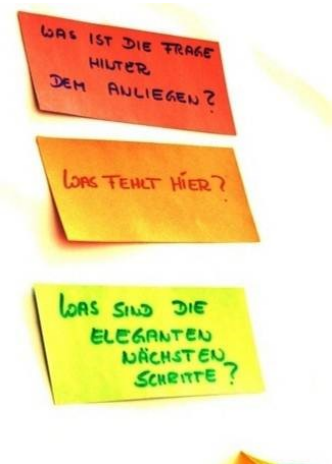 WAS IST DIE FRAGE
HINTER
DEM ANLIEGEN?
WAS FEHLT HIER?
WAS SIND DIE
ELEGANTEN
NÄCHSTEN
SCHRITTE?